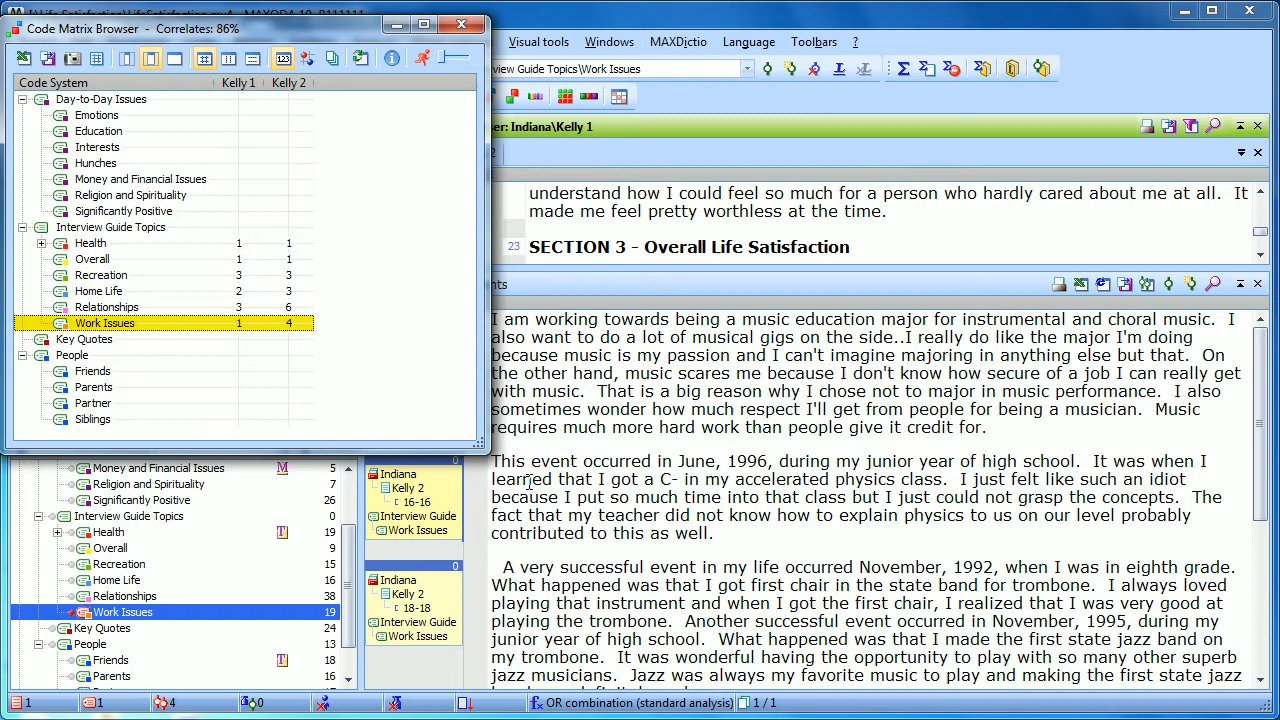 Code Matrix Browser - Correlates: 86%
Visual tools Windows MAXDictio Language Toolbars ?
Code System Kelly 1 Kelly 2
Day-to-Day Issues
Emotions
Education
Interests
Hunches
Money and Financial Issues
Religion and Spirituality
Significantly Positive
Interview Guide Topics
Health 1 1
Overall 1 1
Recreation 3 3
Home Life 2 3
Relationships 3 6
Work Issues 1 4
Key Quotes
People
Friends
Parents
Partner
Siblings
view Guide Topics\Work Issues
ser: Indiana\Kelly 1
2
understand how I could feel so much for a person who hardly cared about me at all. It
made me feel pretty worthless at the time.
23 SECTION 3 - Overall Life Satisfaction
nts
I am working towards being a music education major for instrumental and choral music. I
also want to do a lot of musical gigs on the side..I really do like the major I'm doing
because music is my passion and I can't imagine majoring in anything else but that. On
the other hand, music scares me because I don't know how secure of a job I can really get
with music. That is a big reason why I chose not to major in music performance. I also
sometimes wonder how much respect I'll get from people for being a musician. Music
requires much more hard work than people give it credit for.
This event occurred in June, 1996, during my junior year of high school. It was when I
learned that I got a C- in my accelerated physics class. I just felt like such an idiot
because I put so much time into that class but I just could not grasp the concepts. The
fact that my teacher did not know how to explain physics to us on our level probably
contributed to this as well.
A very successful event in my life occurred November, 1992, when I was in eighth grade.
What happened was that I got first chair in the state band for trombone. I always loved
playing that instrument and when I got the first chair, I realized that I was very good at
playing the trombone. Another successful event occurred in November, 1995, during my
junior year of high school. What happened was that I made the first state jazz band on
my trombone. It was wonderful having the opportunity to play with so many other superb
jazz musicians. Jazz was always my favorite music to play and making the first state jazz
Money and Financial Issues M 5
Religion and Spirituality 7
Significantly Positive 6
Interview Guide Topics 0
Health T 19
Overall 9
Recreation 14
Home Life 16
Relationships 38
Work Issues 19
Key Quotes 24
People 13
Friends T 18
Parents 16
0
Indiana
Kelly 2
16-16
Interview Guide
Work Issues
0
Indiana
Kelly 2
18-18
Interview Guide
Work Issues
1 1 4 0 OR combination (standard analysis) 1 / 1